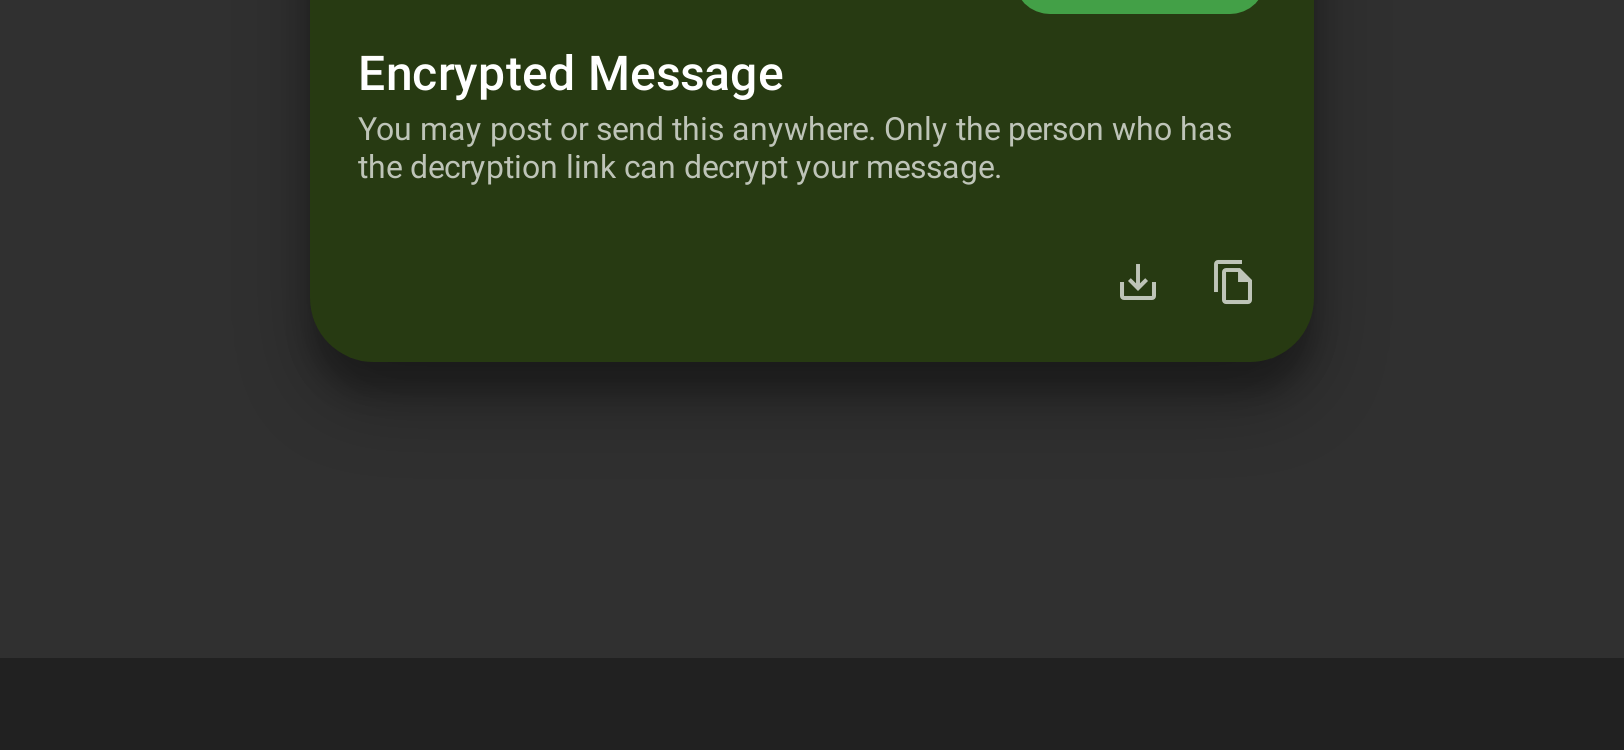 Encrypted Message
You may post or send this anywhere. Only the person who has
the decryption link can decrypt your message.